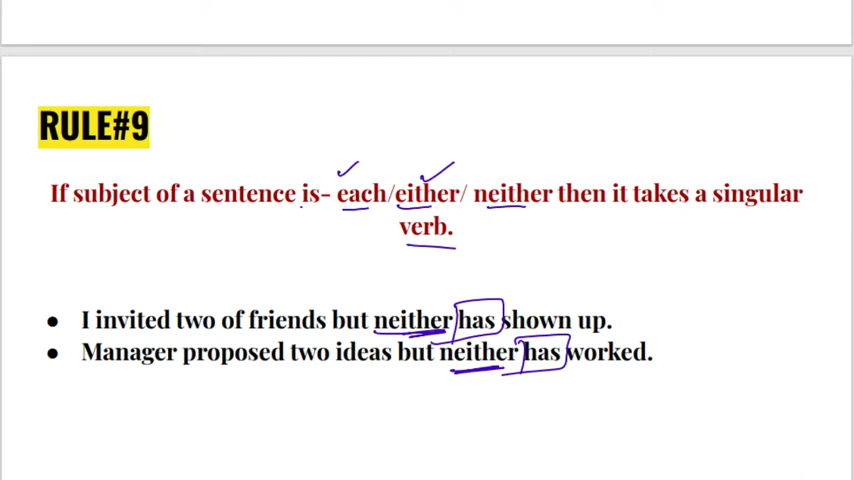 RULE#9
If subject of a sentence is- each/either/ neither then it takes a singular
verb.
● I invited two of friends but neither has shown up.
● Manager proposed two ideas but neither has worked.